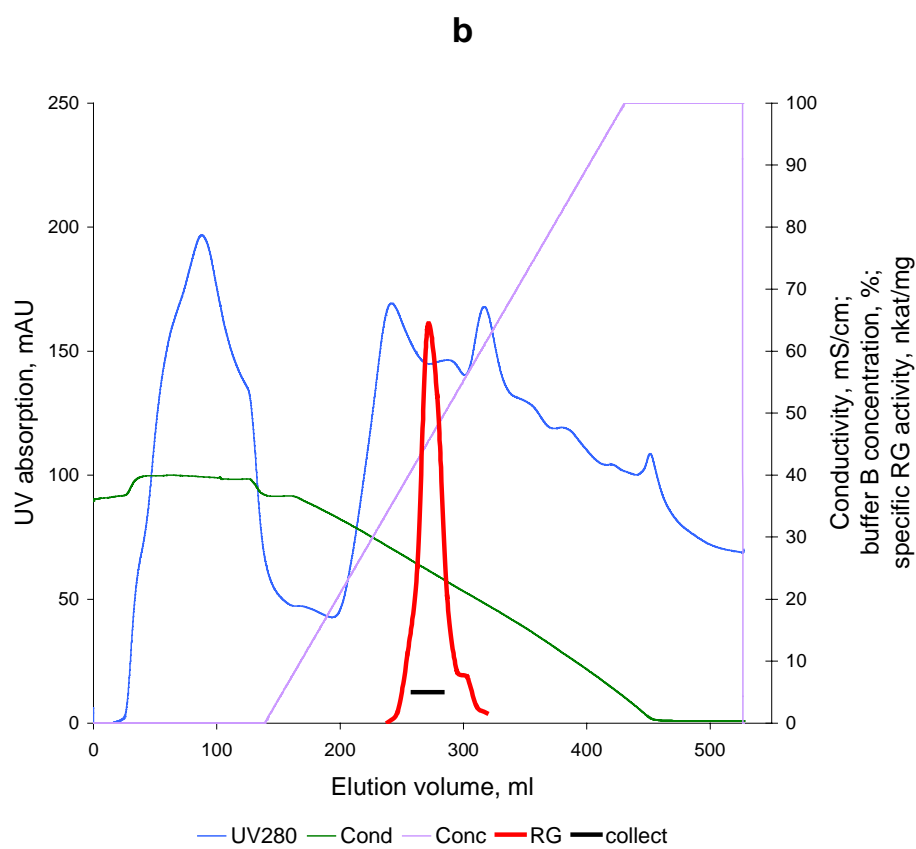 b
250
200
150
100
50
0
UV absorption, mAU
0 100 200 300 400 500
Elution volume, ml
100
90
80
70
60
50
40
30
20
10
0
Conductivity, mS/cm;
buffer B concentration, %;
specific RG activity, nkat/mg
UV280 Cond Conc RG collect